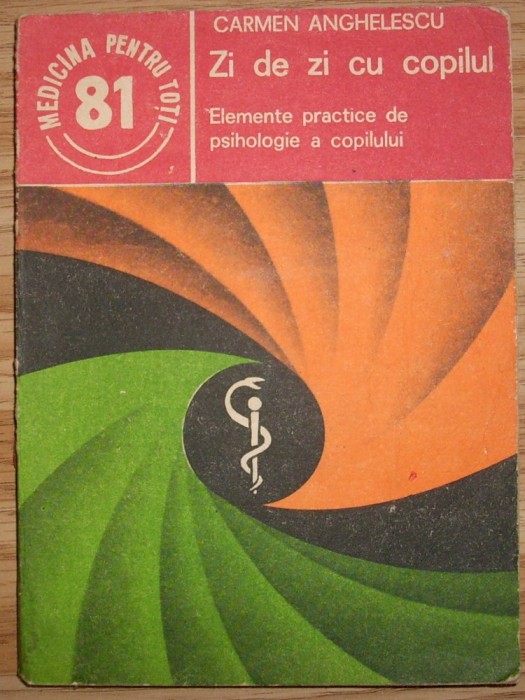 MEDICINA PENTRU TOȚI
81
CARMEN ANGHELESCU
Zi de zi cu copilul
Elemente practice de
psihologie a copilului